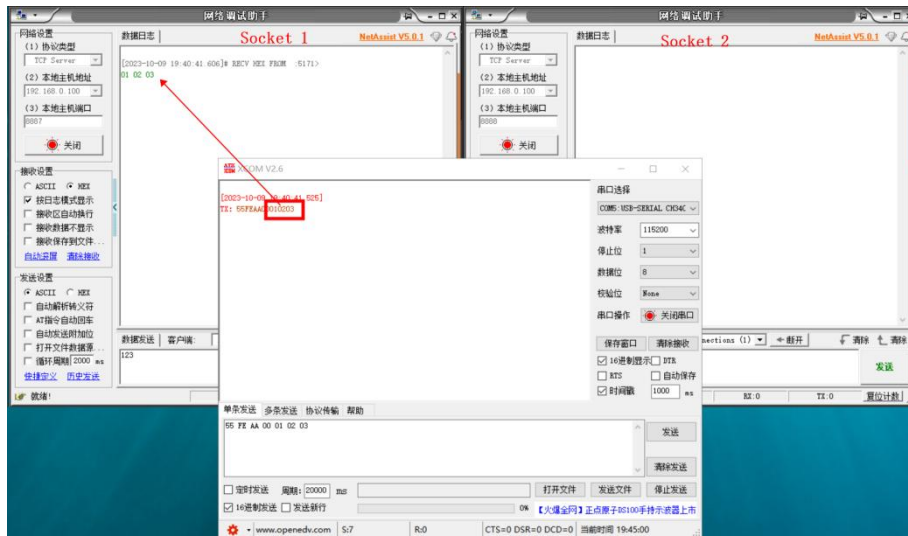 网络调试助手
网络设置
(1) 协议类型
TCP Server
(2) 本地主机地址
192.168.0.100
(3) 本地主机端口
8887
关闭
接收设置
ASCII HEX
按日志模式显示
接收区自动换行
接收数据不显示
接收保存到文件...
自动滚屏 清除接收
发送设置
ASCII HEX
自动解析转义符
AT指令自动回车
自动发送附加位
打开文件数据源...
循环周期 2000 ms
快捷定义 历史发送
就绪!
数据日志
Socket 1
NetAssist V5.0.1
[2023-10-09 19:40:41.606]# RECV HEX FROM :5171>
01 02 03
数据发送 客户端:
123
网络调试助手
网络设置
(1) 协议类型
TCP Server
(2) 本地主机地址
192.168.0.100
(3) 本地主机端口
8888
关闭
数据日志
Socket 2
NetAssist V5.0.1
nections (1) 断开 清除 清除
发送
RX:0 TX:0 复位计数
XCOM V2.6
[2023-10-09 19:40:41.525]
TX: 55FEAA00010203
串口选择
COM5:USB-SERIAL CH34C
波特率 115200
停止位 1
数据位 8
校验位 None
串口操作 关闭串口
保存窗口 清除接收
16进制显示 DTR
RTS 自动保存
时间戳 1000 ms
单条发送 多条发送 协议传输 帮助
55 FE AA 00 01 02 03
发送
清除发送
定时发送 周期: 20000 ms 打开文件 发送文件 停止发送
16进制发送 发送新行 0% 【火爆全网】正点原子DS100手持示波器上市
www.openedv.com S:7 R:0 CTS=0 DSR=0 DCD=0 当前时间 19:45:00